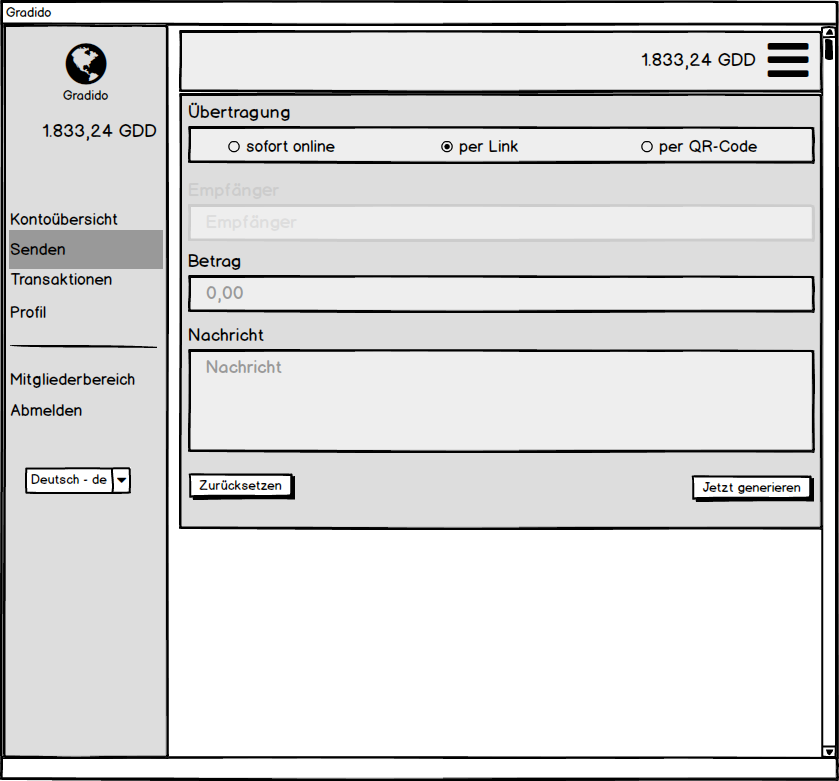 Gradido
Gradido
1.833,24 GDD
Kontoübersicht
Senden
Transaktionen
Profil
Mitgliederbereich
Abmelden
Deutsch - de
1.833,24 GDD
Übertragung
sofort online
per Link
per QR-Code
Empfänger
Empfänger
Betrag
0,00
Nachricht
Nachricht
Zurücksetzen
Jetzt generieren